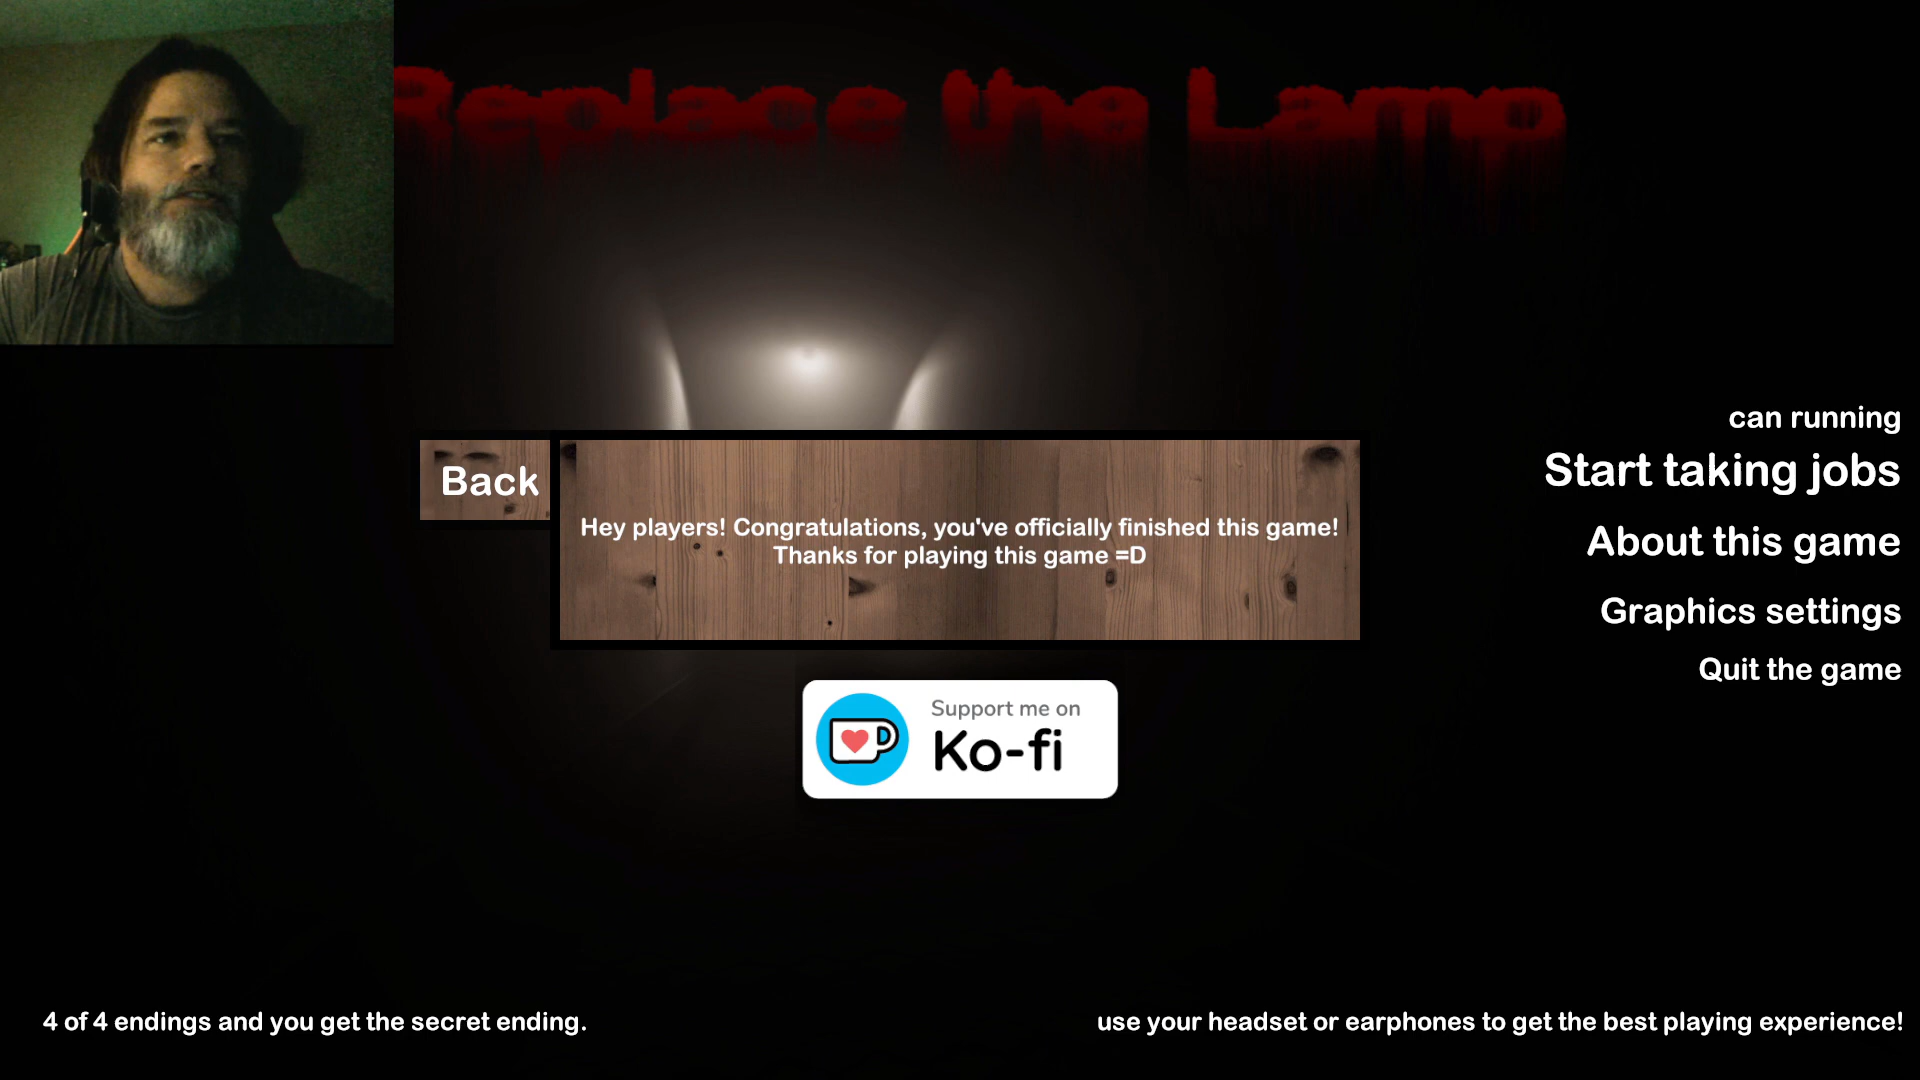 Replace the Lamp
can running
Start taking jobs
Back
Hey players! Congratulations, you've officially finished this game!
Thanks for playing this game =D
About this game
Graphics settings
Quit the game
Support me on
Ko-fi
4 of 4 endings and you get the secret ending.
use your headset or earphones to get the best playing experience!